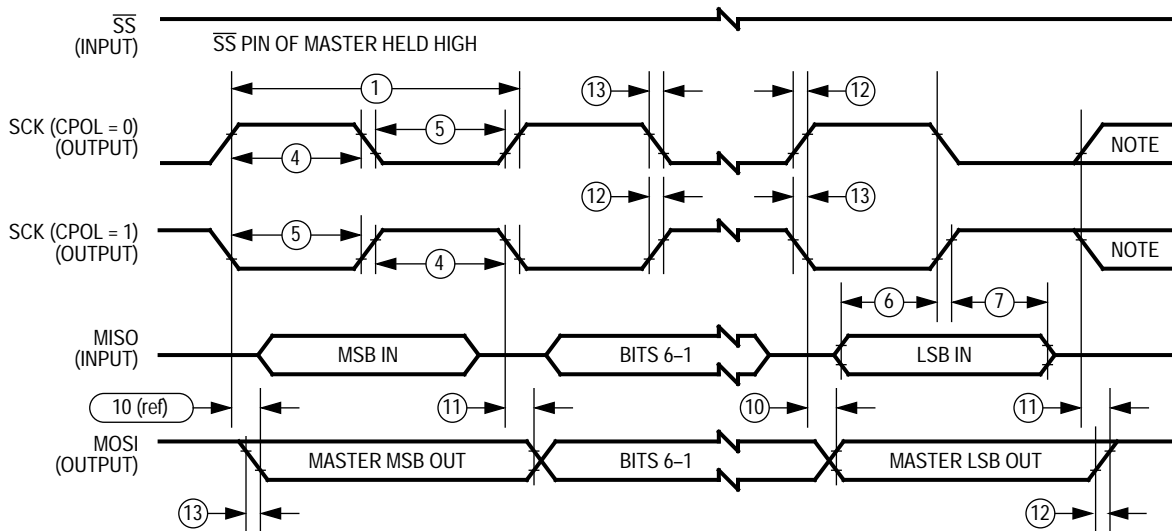 SS
(INPUT)
SS PIN OF MASTER HELD HIGH
1
13
12
SCK (CPOL = 0)
(OUTPUT)
5
4
NOTE
12
13
SCK (CPOL = 1)
(OUTPUT)
5
4
NOTE
6
7
MISO
(INPUT)
MSB IN
BITS 6–1
LSB IN
10 (ref)
11
10
11
MOSI
(OUTPUT)
MASTER MSB OUT
BITS 6–1
MASTER LSB OUT
13
12